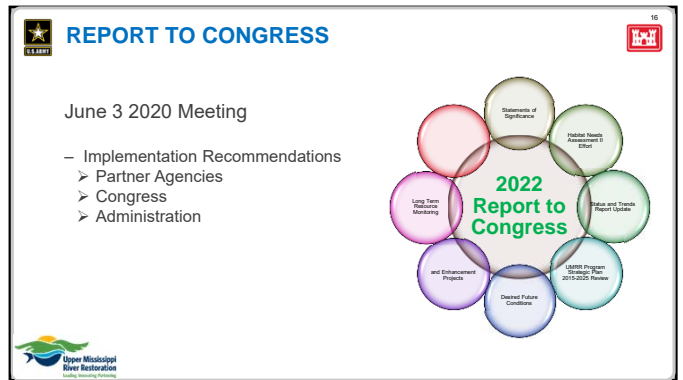 16
U.S. ARMY
REPORT TO CONGRESS
June 3 2020 Meeting
– Implementation Recommendations
➢ Partner Agencies
➢ Congress
➢ Administration
2022
Report to
Congress
Statements of
Significance
Habitat Needs
Assessment II
Effort
Status and Trends
Report Update
UMRR Program
Strategic Plan
2015-2025 Review
Desired Future
Conditions
and Enhancement
Projects
Long Term
Resource
Monitoring
Upper Mississippi
River Restoration
Leading Innovating Partnering